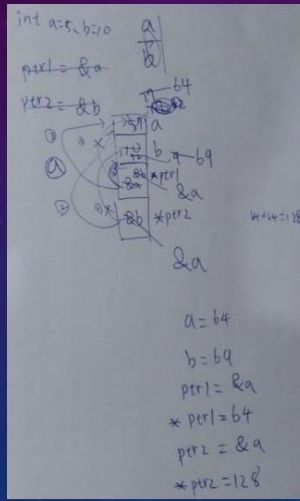 int a=5, b=10
a
b
ptr1 = &a
ptr2 = &b
64
a
b
69
&b *ptr1
&a
&a
&b *ptr2
&a
64+64=128
a=64
b=69
ptr1=&a
*ptr1=64
ptr2=&a
*ptr2=128